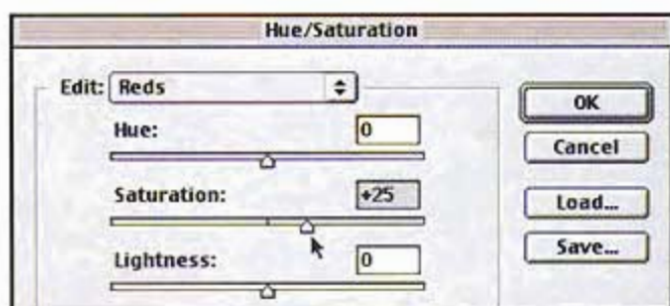 Hue/Saturation
Edit: Reds
Hue: 0
Saturation: +25
Lightness: 0
OK
Cancel
Load...
Save...